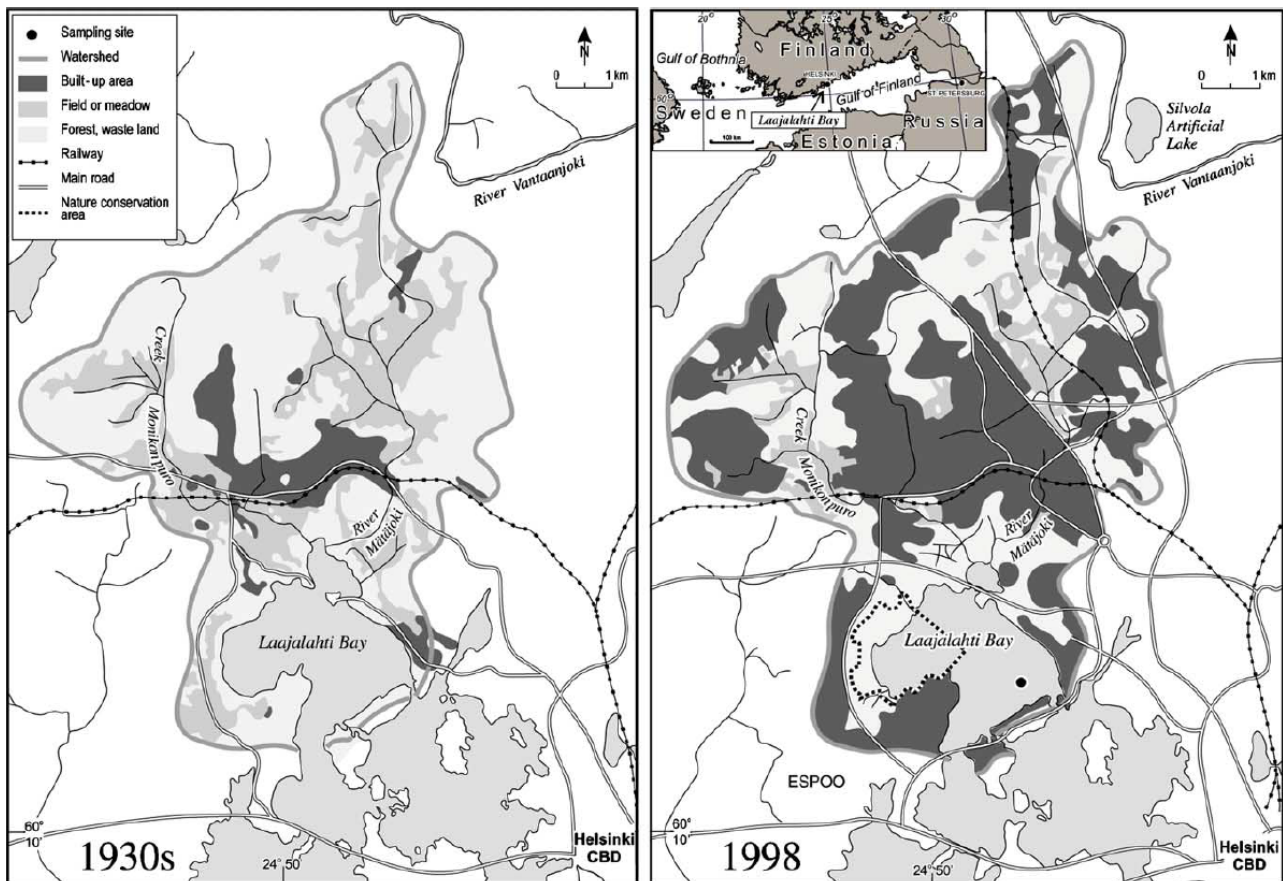 Sampling site
Watershed
Built-up area
Field or meadow
Forest, waste land
Railway
Main road
Nature conservation
area
N
0 1 km
River Vantaanjoki
Creek
Monikonpuro
River
Mätäjoki
Laajalahti Bay
60°
10'
1930s
24° 50'
Helsinki
CBD
20°
25°
30°
Finland
Gulf of Bothnia
HELSINKI
Gulf of Finland
ST. PETERSBURG
Sweden
Laajalahti Bay
Russia
Estonia
100 km
N
0 1 km
Silvola
Artificial
Lake
River Vantaanjoki
Creek
Monikonpuro
River
Mätäjoki
Laajalahti Bay
ESPOO
60°
10'
1998
24° 50'
Helsinki
CBD